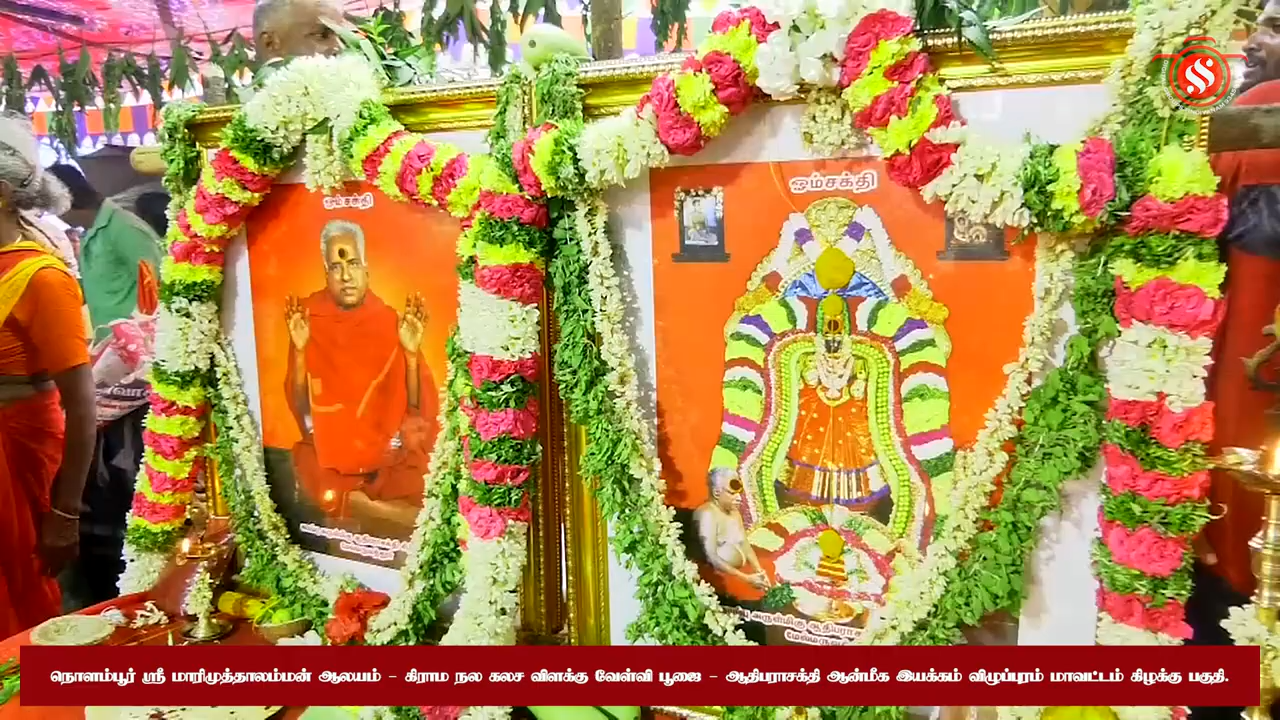 ஓம்சக்தி
ஓம்சக்தி
நொளம்பூர் ஸ்ரீ மாரிமுத்தாலம்மன் ஆலயம் - கிராம நல கலச விளக்கு வேள்வி பூஜை - ஆதிபராசக்தி ஆன்மீக இயக்கம் விழுப்புரம் மாவட்டம் கிழக்கு பகுதி.